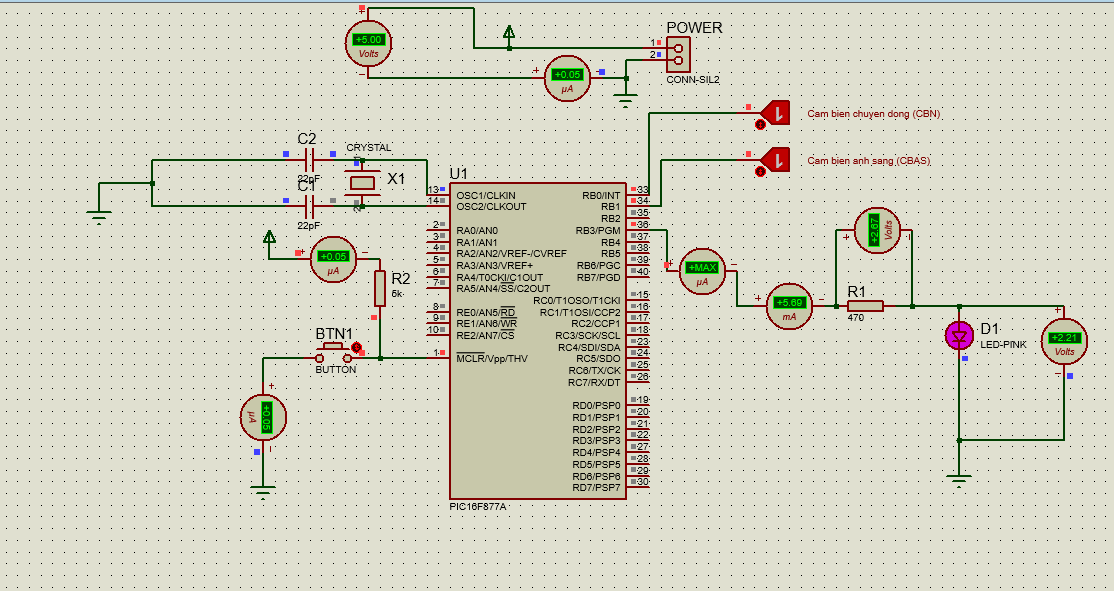 POWER
+5.00
Volts
1
2
CONN-SIL2
+0.05
µA
Cam bien chuyen dong (CBN)
Cam bien anh sang (CBAS)
C2
22pF
C1
22pF
CRYSTAL
X1
U1
13
OSC1/CLKIN
14
OSC2/CLKOUT
2
RA0/AN0
3
RA1/AN1
4
RA2/AN2/VREF-/CVREF
5
RA3/AN3/VREF+
6
RA4/T0CKI/C1OUT
7
RA5/AN4/SS/C2OUT
8
RE0/AN5/RD
9
RE1/AN6/WR
10
RE2/AN7/CS
1
MCLR/Vpp/THV
RB0/INT
33
RB1
34
RB2
35
RB3/PGM
36
RB4
37
RB5
38
RB6/PGC
39
RB7/PGD
40
RC0/T1OSO/T1CKI
15
RC1/T1OSI/CCP2
16
RC2/CCP1
17
RC3/SCK/SCL
18
RC4/SDI/SDA
23
RC5/SDO
24
RC6/TX/CK
25
RC7/RX/DT
26
RD0/PSP0
19
RD1/PSP1
20
RD2/PSP2
21
RD3/PSP3
22
RD4/PSP4
27
RD5/PSP5
28
RD6/PSP6
29
RD7/PSP7
30
PIC16F877A
+0.05
µA
R2
5k
BTN1
BUTTON
+0.05
µA
+MAX
µA
+5.69
mA
+2.67
Volts
R1
470
D1
LED-PINK
+2.21
Volts